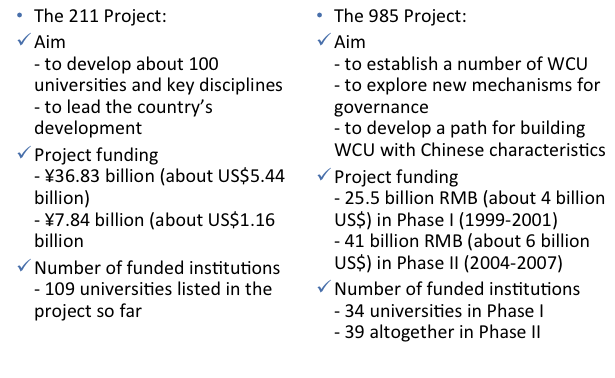 • The 211 Project:
✓ Aim
- to develop about 100
universities and key disciplines
- to lead the country's
development
✓ Project funding
- ¥36.83 billion (about US$5.44
billion)
- ¥7.84 billion (about US$1.16
billion
✓ Number of funded institutions
- 109 universities listed in the
project so far
• The 985 Project:
✓ Aim
- to establish a number of WCU
- to explore new mechanisms for
governance
- to develop a path for building
WCU with Chinese characteristics
✓ Project funding
- 25.5 billion RMB (about 4 billion
US$) in Phase I (1999-2001)
- 41 billion RMB (about 6 billion
US$) in Phase II (2004-2007)
✓ Number of funded institutions
- 34 universities in Phase I
- 39 altogether in Phase II